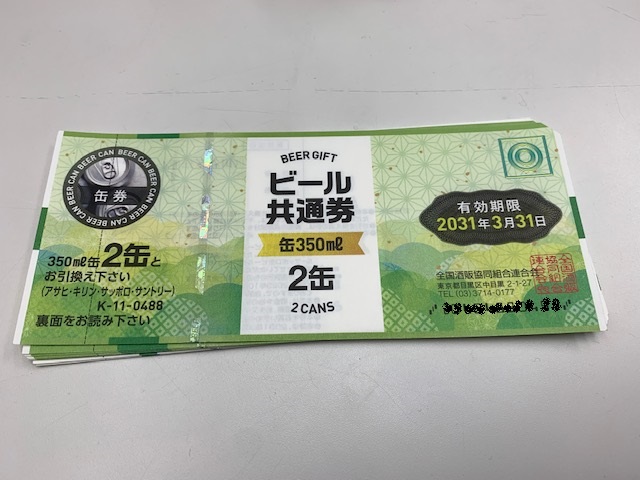 BEER CAN BEER CAN BEER CAN BEER CAN
缶券
350㎖缶2缶と
お引換え下さい
(アサヒ・キリン・サッポロ・サントリー)
K-11-0488
裏面をお読み下さい
BEER GIFT
ビール
共通券
缶350㎖
2缶
2 CANS
有効期限
2031年3月31日
全国酒販協同組合連合会
東京都目黒区中目黒2-1-27
TEL (03)3714-0177